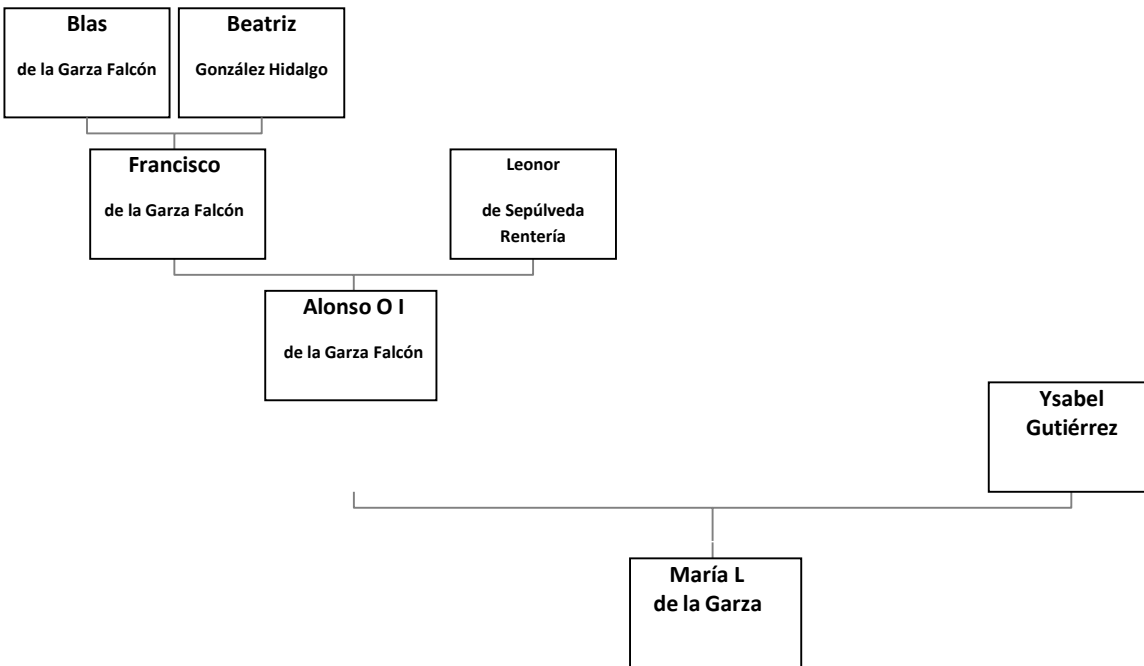 Blas
de la Garza Falcón
Beatriz
González Hidalgo
Francisco
de la Garza Falcón
Leonor
de Sepúlveda
Rentería
Alonso O I
de la Garza Falcón
Ysabel
Gutiérrez
María L
de la Garza